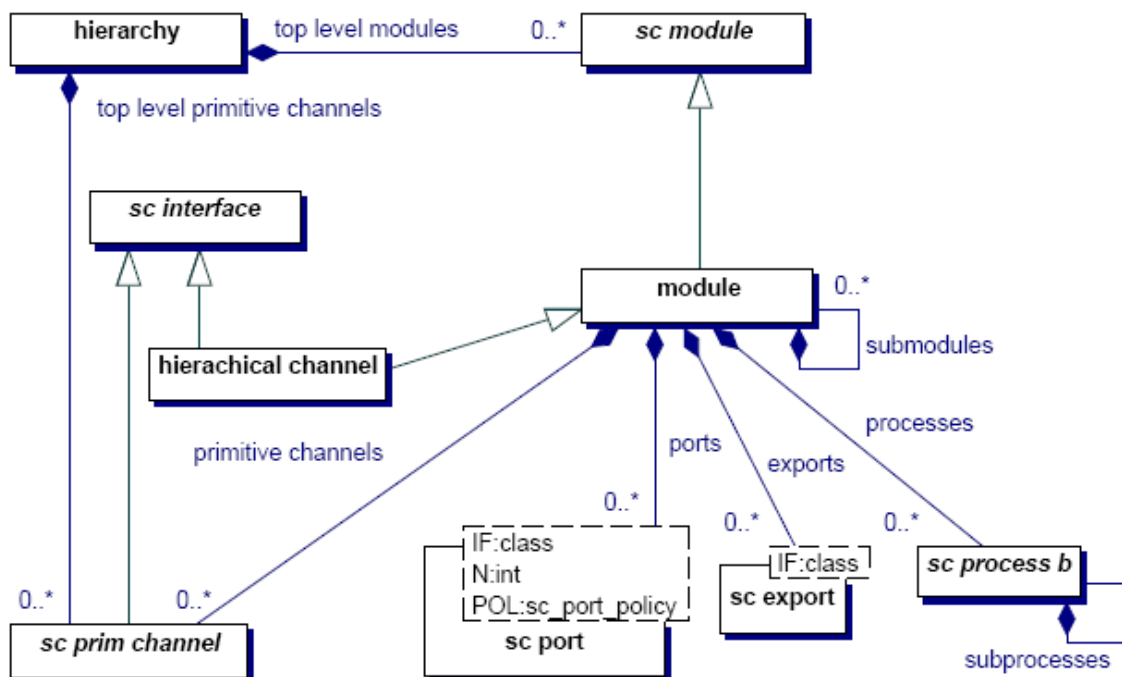 hierarchy
top level modules
0..*
sc module
top level primitive channels
sc interface
module
0..*
hierachical channel
submodules
processes
primitive channels
ports
exports
0..*
0..*
0..*
IF:class
N:int
POL:sc_port_policy
sc port
IF:class
sc export
sc process b
0..*
0..*
sc prim channel
subprocesses